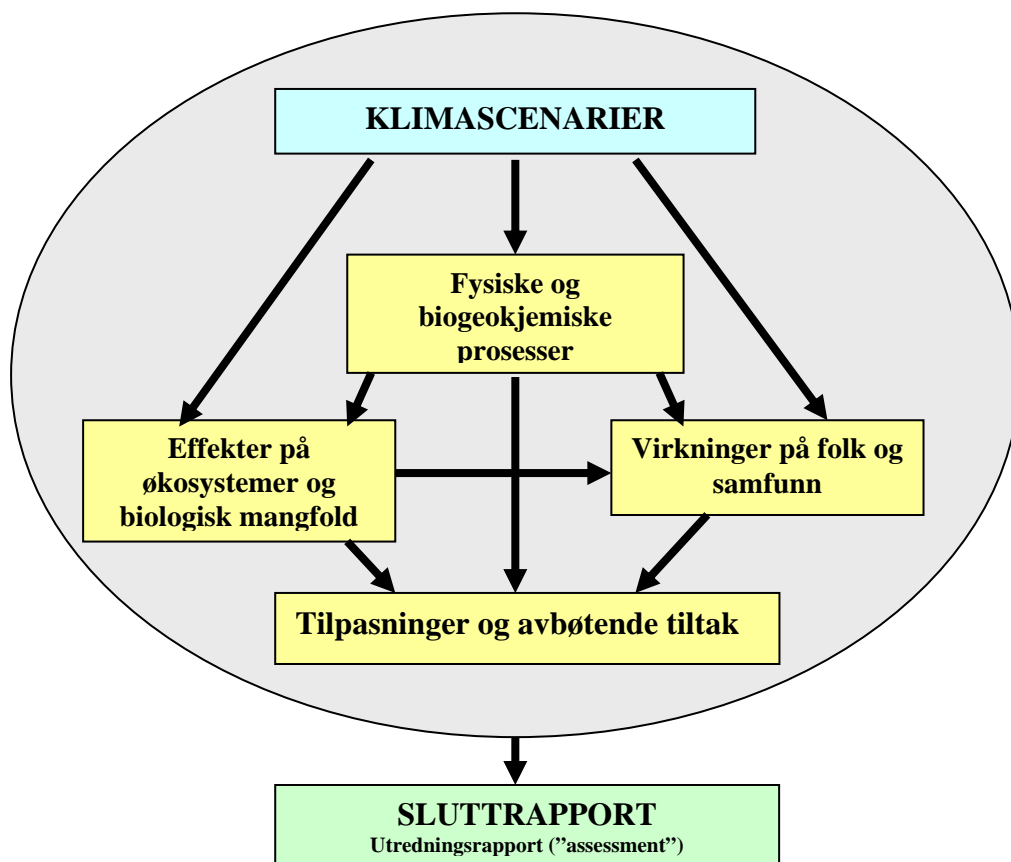 KLIMASCENARIER
Fysiske og
biogeokjemiske
prosesser
Effekter på
økosystemer og
biologisk mangfold
Virkninger på folk og
samfunn
Tilpasninger og avbøtende tiltak
SLUTTRAPPORT
Utredningsrapport (”assessment”)